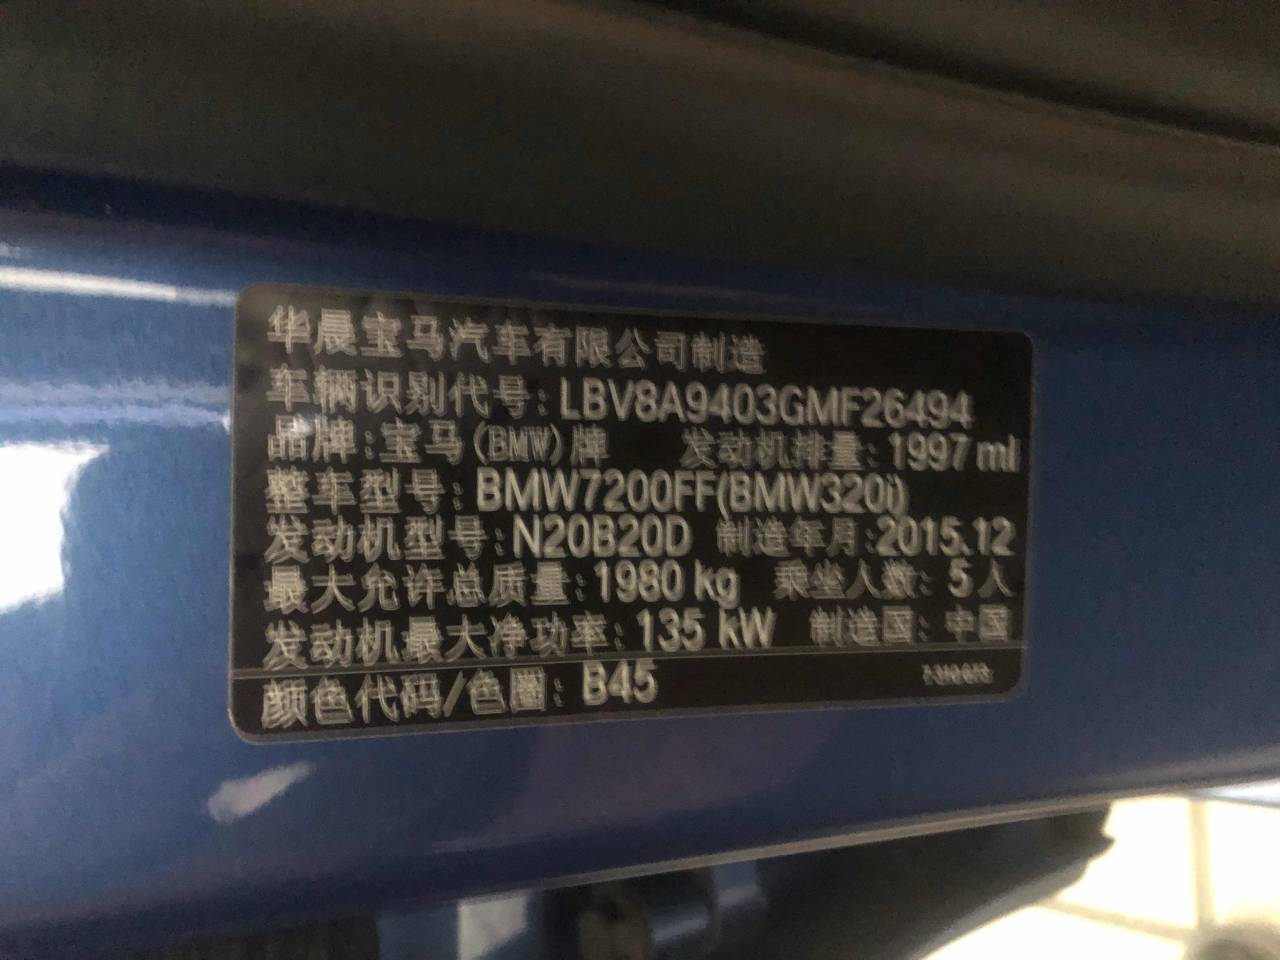 华晨宝马汽车有限公司制造
车辆识别代号: LBV8A9403GMF26494
品牌: 宝马(BMW)牌 发动机排量: 1997 ml
整车型号: BMW7200FF(BMW320i)
发动机型号: N20B20D 制造年月: 2015.12
最大允许总质量: 1980 kg 乘坐人数: 5人
发动机最大净功率: 135 kW 制造国: 中国
颜色代码/色圈: B45